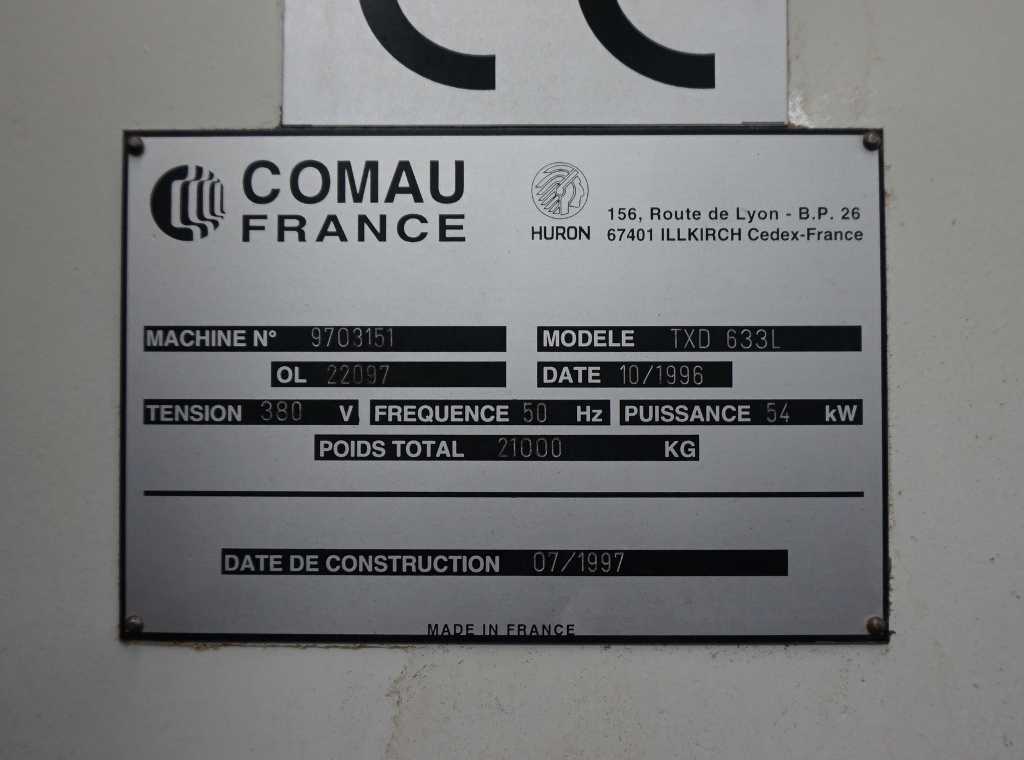 CE
COMAU
FRANCE
HURON
156, Route de Lyon - B.P. 26
67401 ILLKIRCH Cedex-France
MACHINE N° 9703151
MODELE TXD 633L
OL 22097
DATE 10/1996
TENSION 380 V
FREQUENCE 50 Hz
PUISSANCE 54 kW
POIDS TOTAL 21000 KG
DATE DE CONSTRUCTION 07/1997
MADE IN FRANCE